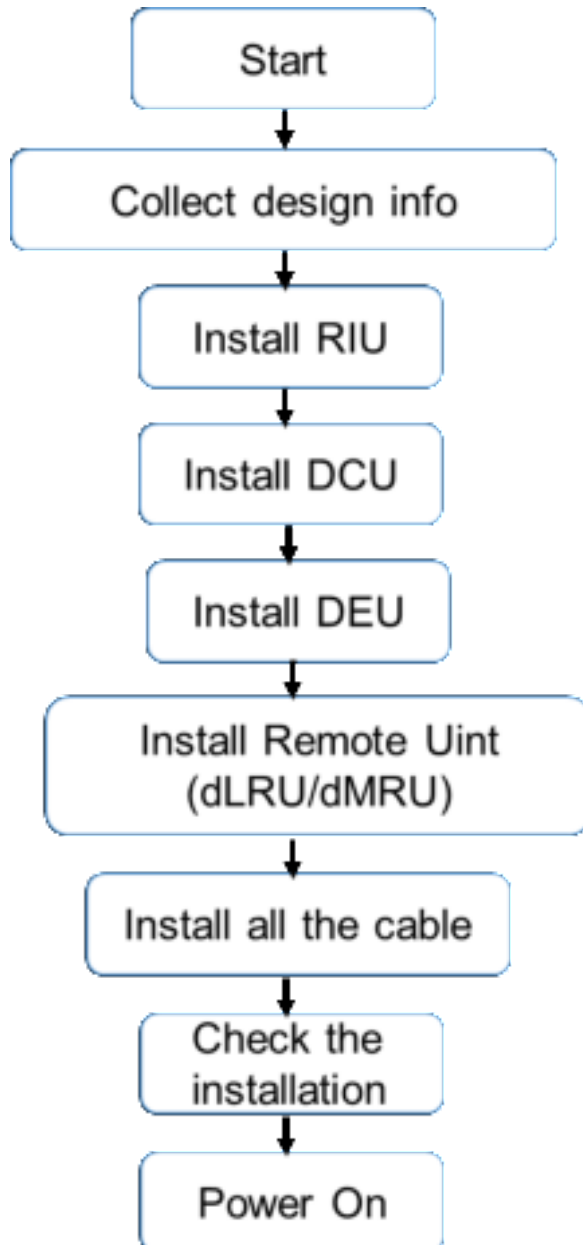 Start
Collect design info
Install RIU
Install DCU
Install DEU
Install Remote Uint
(dLRU/dMRU)
Install all the cable
Check the
installation
Power On